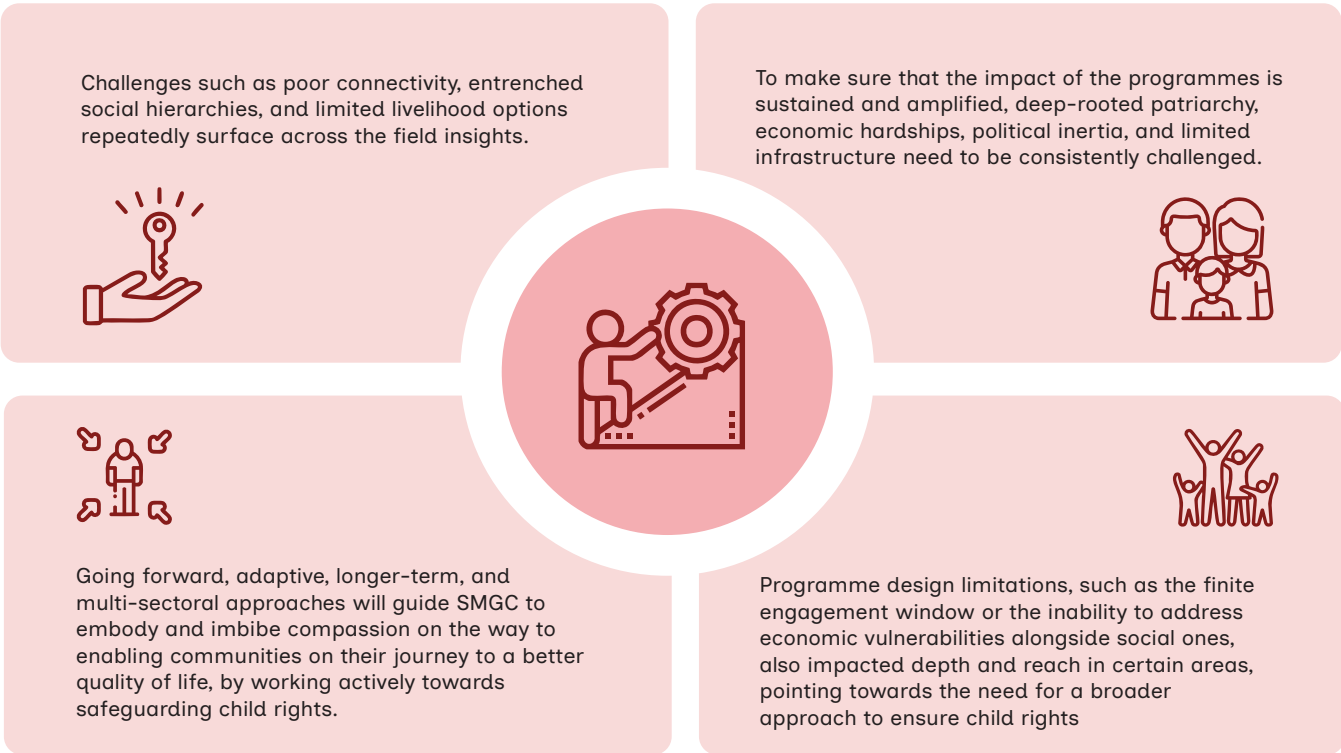 Challenges such as poor connectivity, entrenched
social hierarchies, and limited livelihood options
repeatedly surface across the field insights.
To make sure that the impact of the programmes is
sustained and amplified, deep-rooted patriarchy,
economic hardships, political inertia, and limited
infrastructure need to be consistently challenged.
Going forward, adaptive, longer-term, and
multi-sectoral approaches will guide SMGC to
embody and imbibe compassion on the way to
enabling communities on their journey to a better
quality of life, by working actively towards
safeguarding child rights.
Programme design limitations, such as the finite
engagement window or the inability to address
economic vulnerabilities alongside social ones,
also impacted depth and reach in certain areas,
pointing towards the need for a broader
approach to ensure child rights